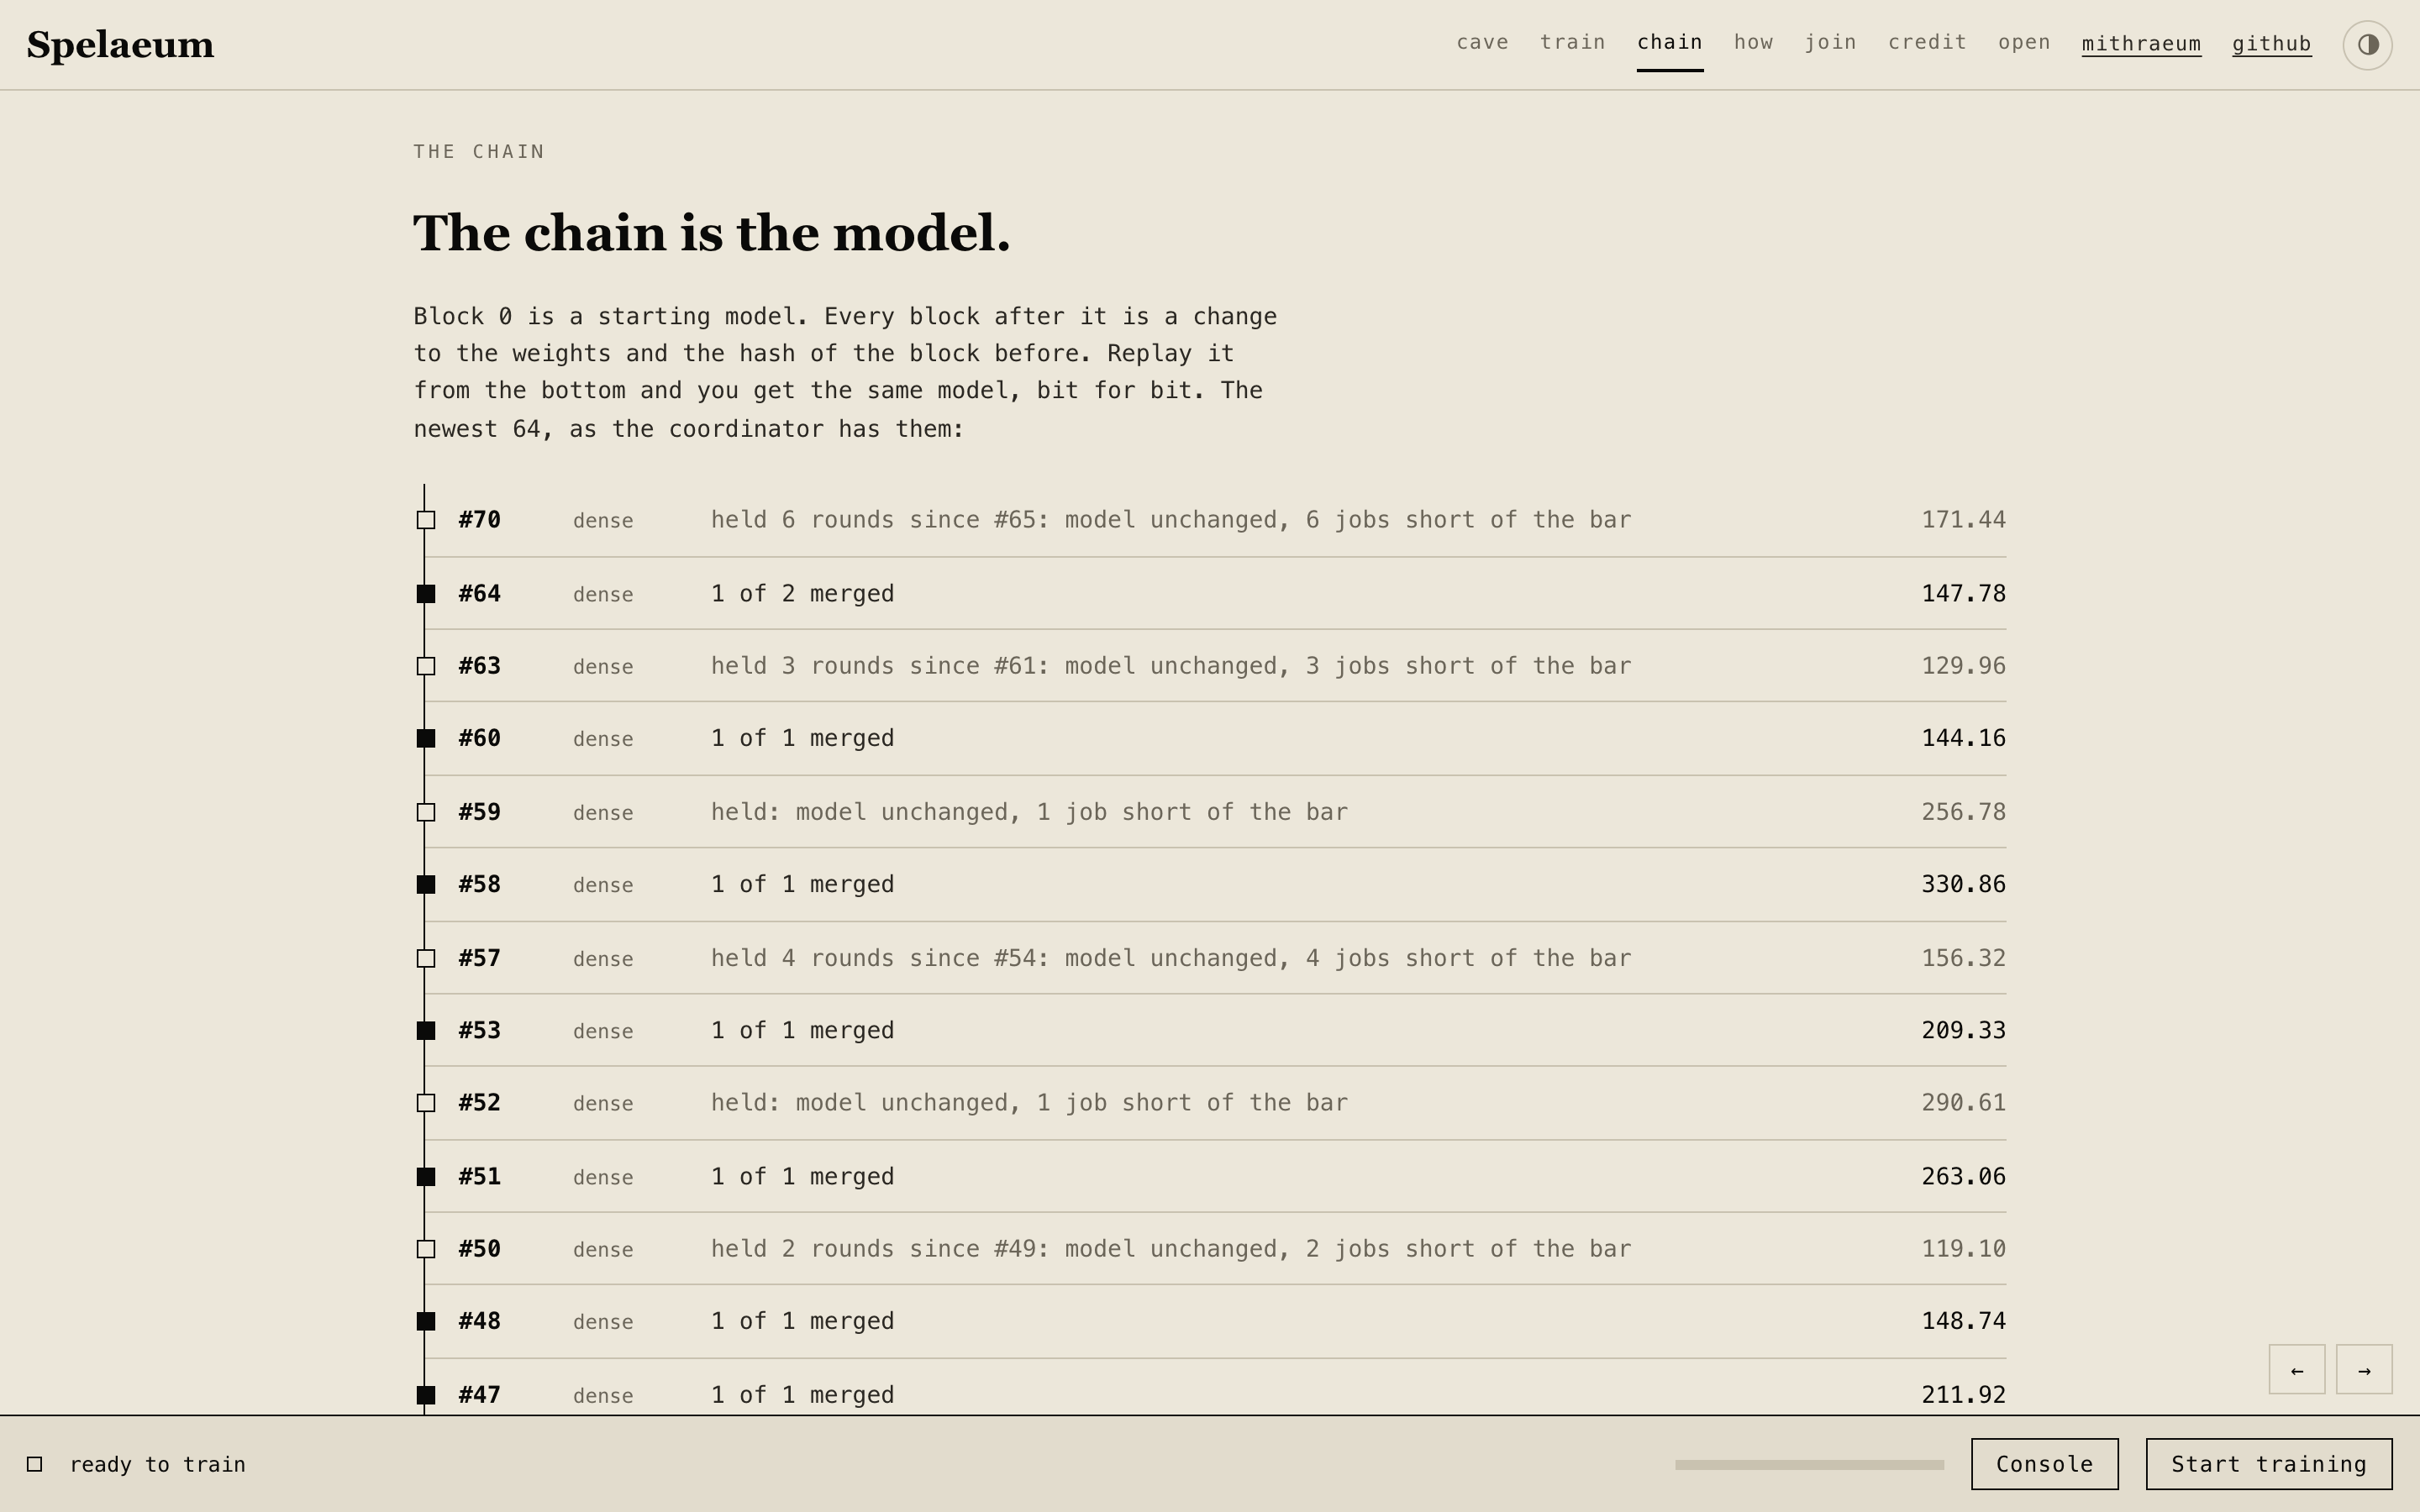 Spelaeum
cave train chain how join credit open mithraeum github
THE CHAIN
The chain is the model.
Block 0 is a starting model. Every block after it is a change
to the weights and the hash of the block before. Replay it
from the bottom and you get the same model, bit for bit. The
newest 64, as the coordinator has them:
#70 dense held 6 rounds since #65: model unchanged, 6 jobs short of the bar 171.44
#64 dense 1 of 2 merged 147.78
#63 dense held 3 rounds since #61: model unchanged, 3 jobs short of the bar 129.96
#60 dense 1 of 1 merged 144.16
#59 dense held: model unchanged, 1 job short of the bar 256.78
#58 dense 1 of 1 merged 330.86
#57 dense held 4 rounds since #54: model unchanged, 4 jobs short of the bar 156.32
#53 dense 1 of 1 merged 209.33
#52 dense held: model unchanged, 1 job short of the bar 290.61
#51 dense 1 of 1 merged 263.06
#50 dense held 2 rounds since #49: model unchanged, 2 jobs short of the bar 119.10
#48 dense 1 of 1 merged 148.74
#47 dense 1 of 1 merged 211.92
← →
ready to train Console Start training